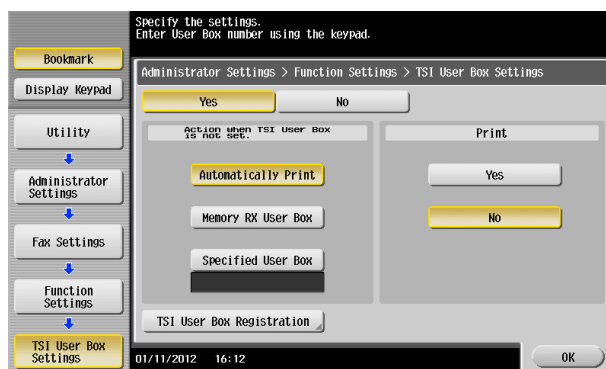 Specify the settings.
Enter User Box number using the keypad.
Bookmark
Display Keypad
Utility
Administrator
Settings
Fax Settings
Function
Settings
TSI User Box
Settings
Administrator Settings > Function Settings > TSI User Box Settings
Yes
No
Action when TSI User Box
is not set.
Automatically Print
Memory RX User Box
Specified User Box
Print
Yes
No
TSI User Box Registration
01/11/2012 16:12
OK